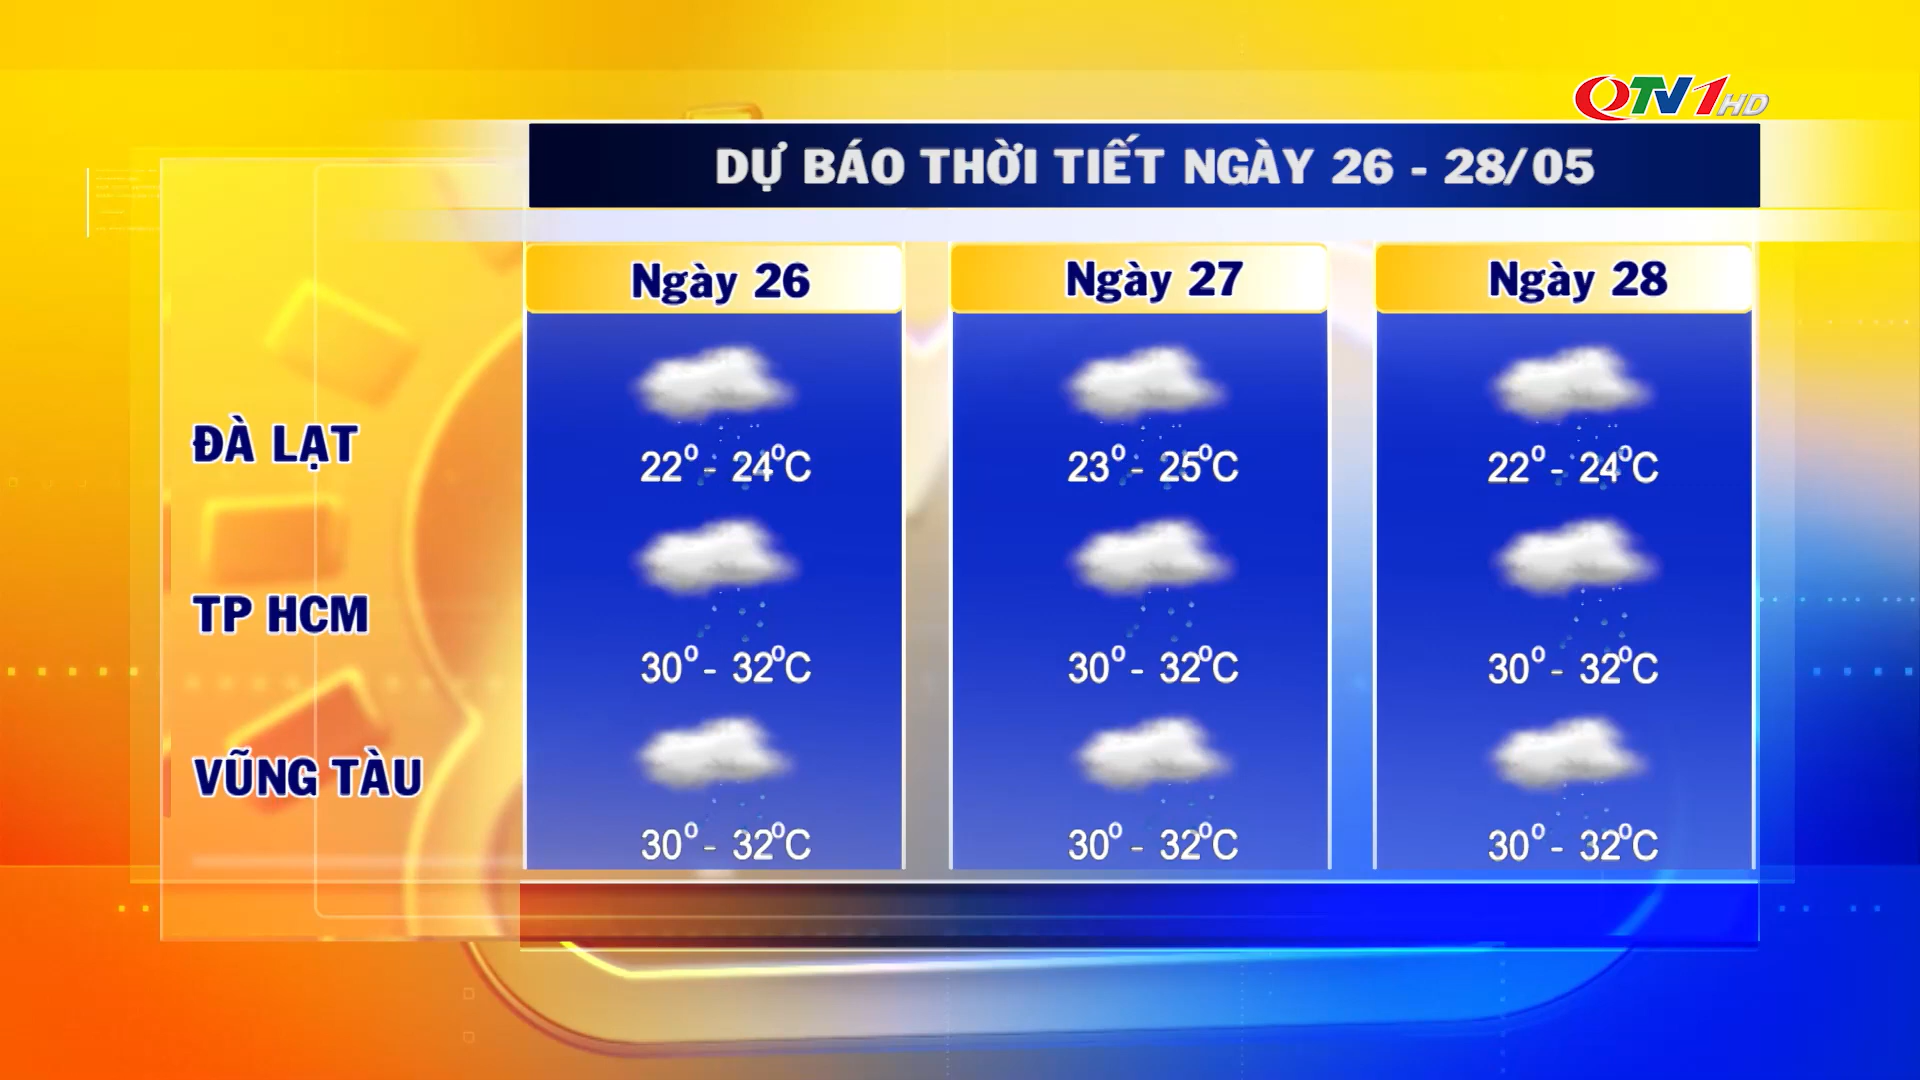 QTV1 HD
DỰ BÁO THỜI TIẾT NGÀY 26 - 28/05
Ngày 26 Ngày 27 Ngày 28
ĐÀ LẠT 22° - 24°C 23° - 25°C 22° - 24°C
TP HCM 30° - 32°C 30° - 32°C 30° - 32°C
VŨNG TÀU 30° - 32°C 30° - 32°C 30° - 32°C